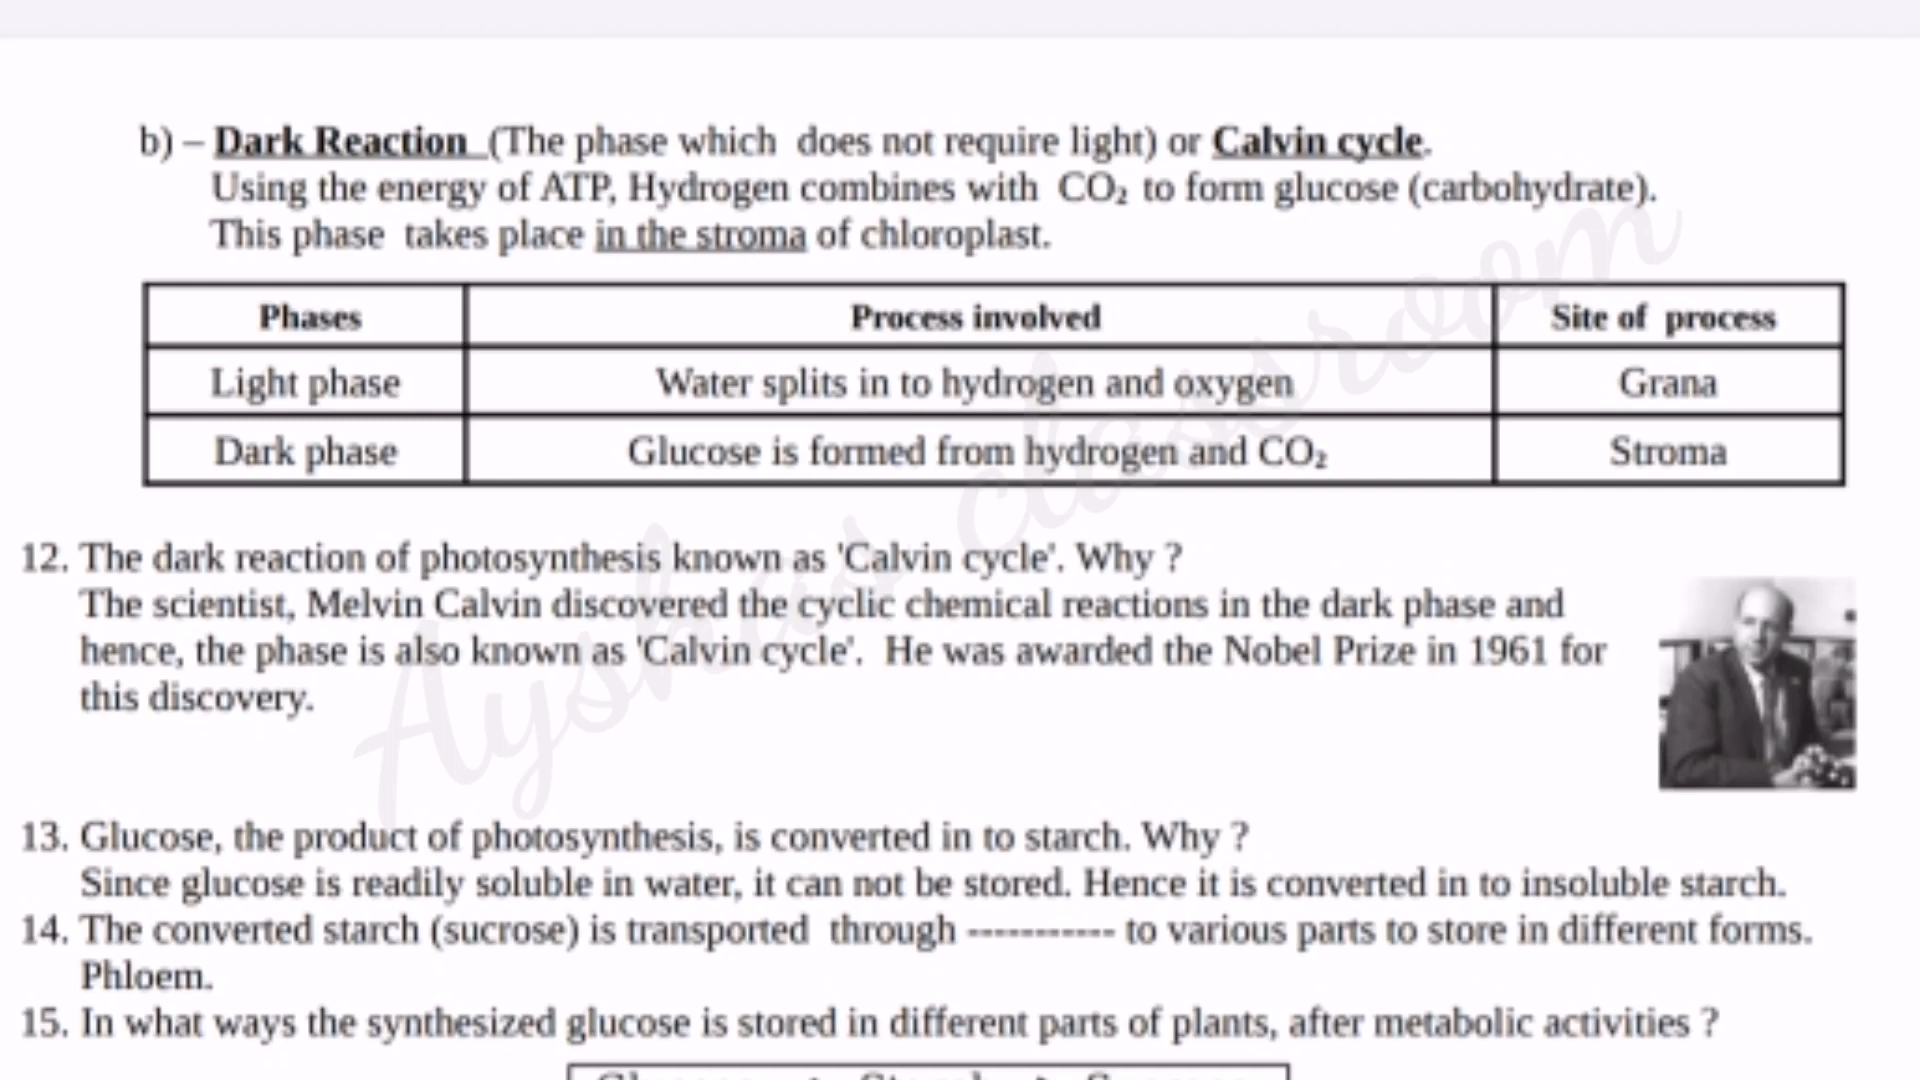 b) – Dark Reaction (The phase which does not require light) or Calvin cycle.
Using the energy of ATP, Hydrogen combines with CO₂ to form glucose (carbohydrate).
This phase takes place in the stroma of chloroplast.
Phases Process involved Site of process
Light phase Water splits in to hydrogen and oxygen Grana
Dark phase Glucose is formed from hydrogen and CO₂ Stroma
12. The dark reaction of photosynthesis known as 'Calvin cycle'. Why ?
The scientist, Melvin Calvin discovered the cyclic chemical reactions in the dark phase and
hence, the phase is also known as 'Calvin cycle'. He was awarded the Nobel Prize in 1961 for
this discovery.
13. Glucose, the product of photosynthesis, is converted in to starch. Why ?
Since glucose is readily soluble in water, it can not be stored. Hence it is converted in to insoluble starch.
14. The converted starch (sucrose) is transported through ----------- to various parts to store in different forms.
Phloem.
15. In what ways the synthesized glucose is stored in different parts of plants, after metabolic activities ?
Ayshas classroom